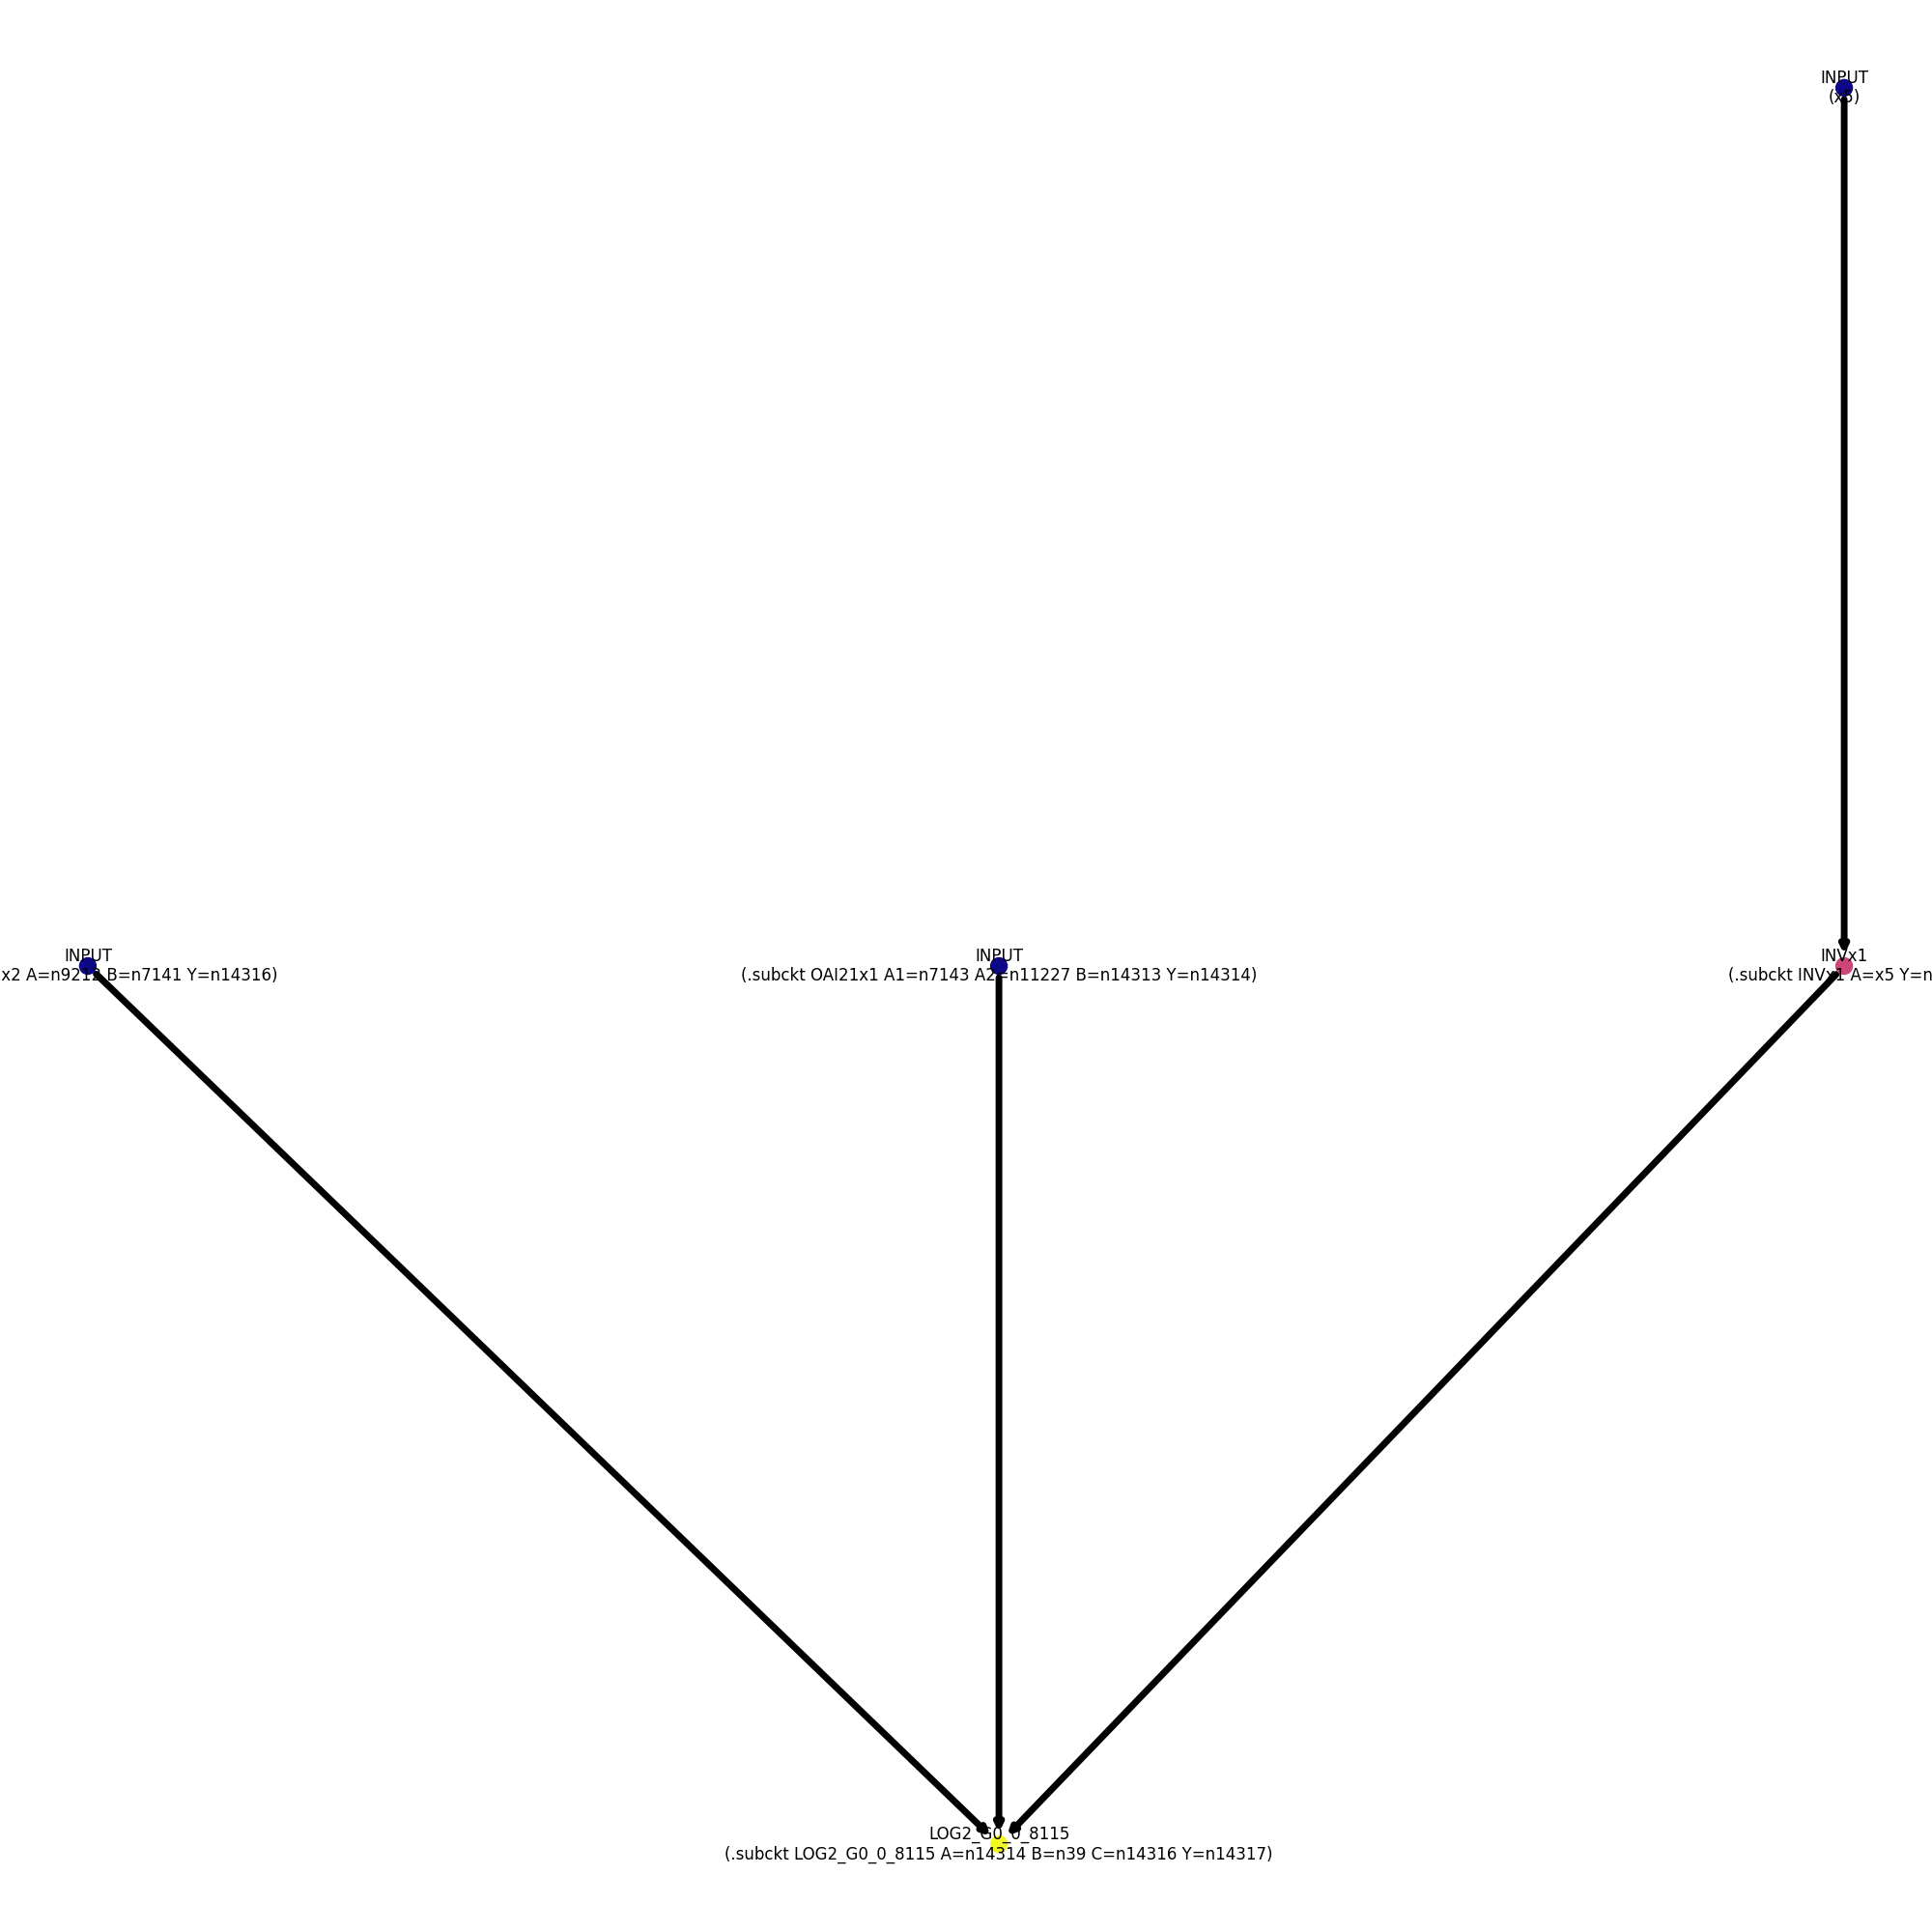 INPUT
(x5)
INPUT
x2 A=n9212 B=n7141 Y=n14316)
INPUT
(.subckt OAI21x1 A1=n7143 A2=n11227 B=n14313 Y=n14314)
INVx1
(.subckt INVx1 A=x5 Y=n
LOG2_G0_0_8115
(.subckt LOG2_G0_0_8115 A=n14314 B=n39 C=n14316 Y=n14317)